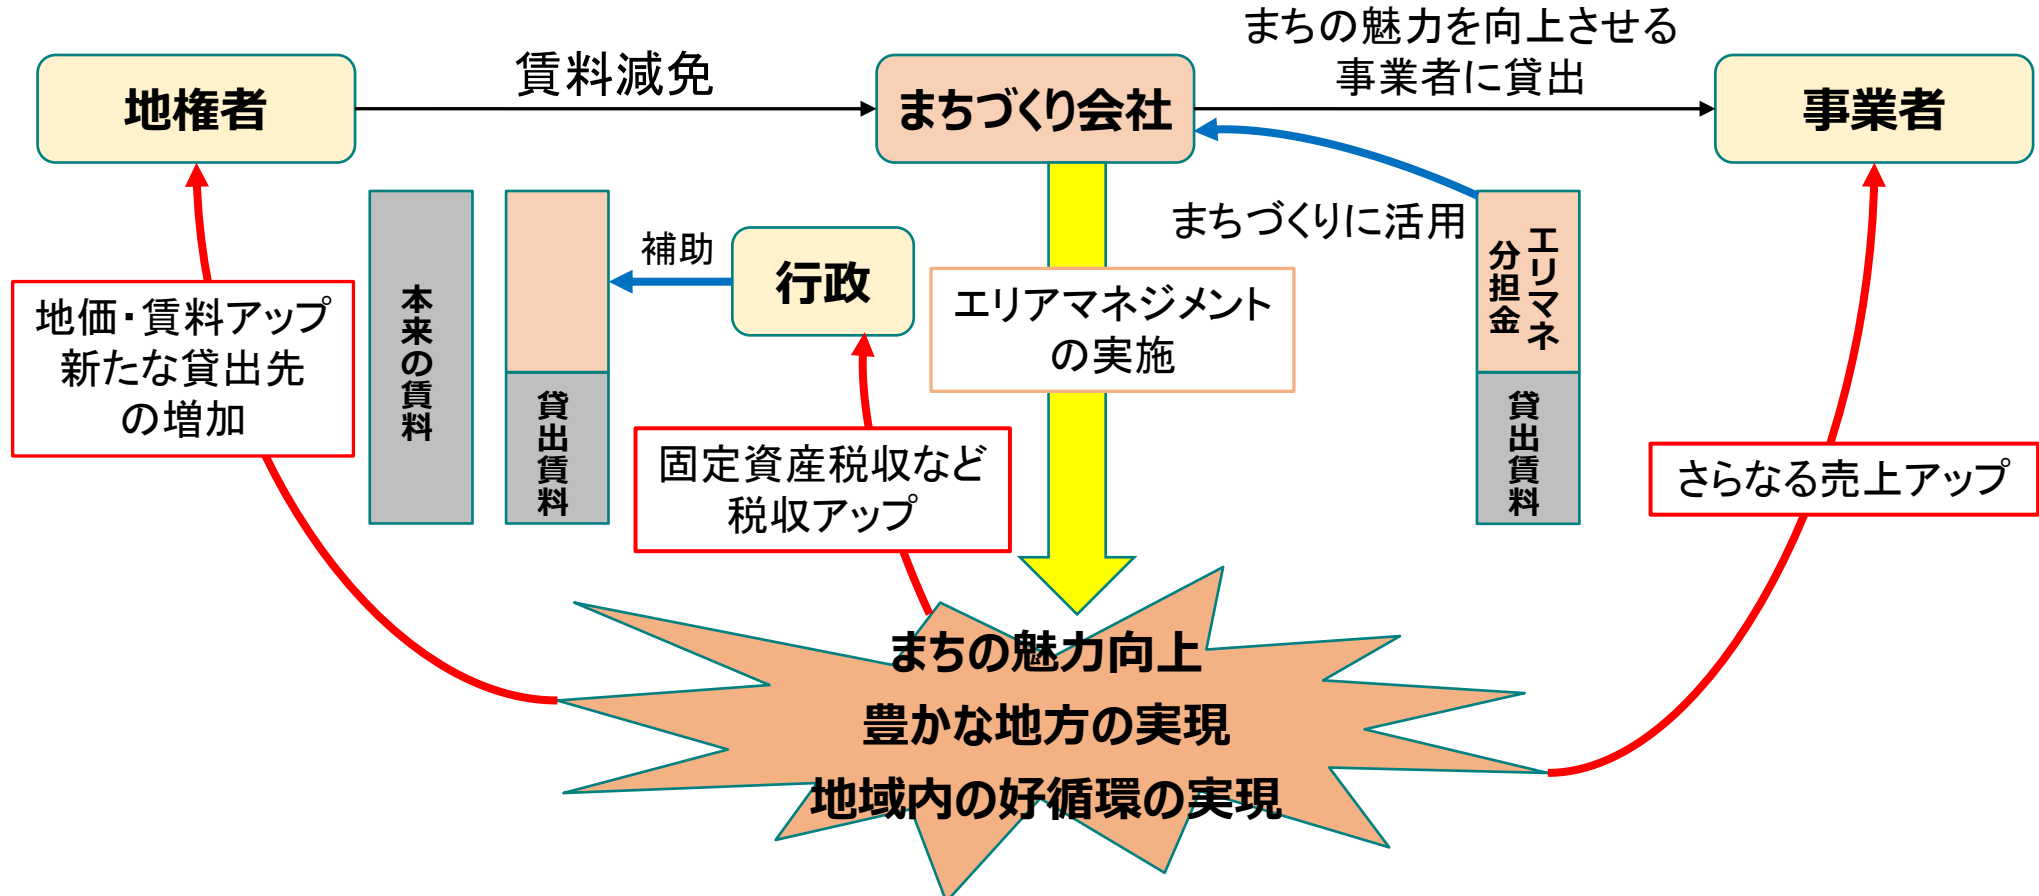 まちの魅力を向上させる
事業者に貸出
賃料減免
地権者
まちづくり会社
事業者
まちづくりに活用
補助
行政
エリマネ
分担金
本来の賃料
貸出賃料
貸出賃料
エリアマネジメント
の実施
地価・賃料アップ
新たな貸出先
の増加
固定資産税収など
税収アップ
さらなる売上アップ
まちの魅力向上
豊かな地方の実現
地域内の好循環の実現